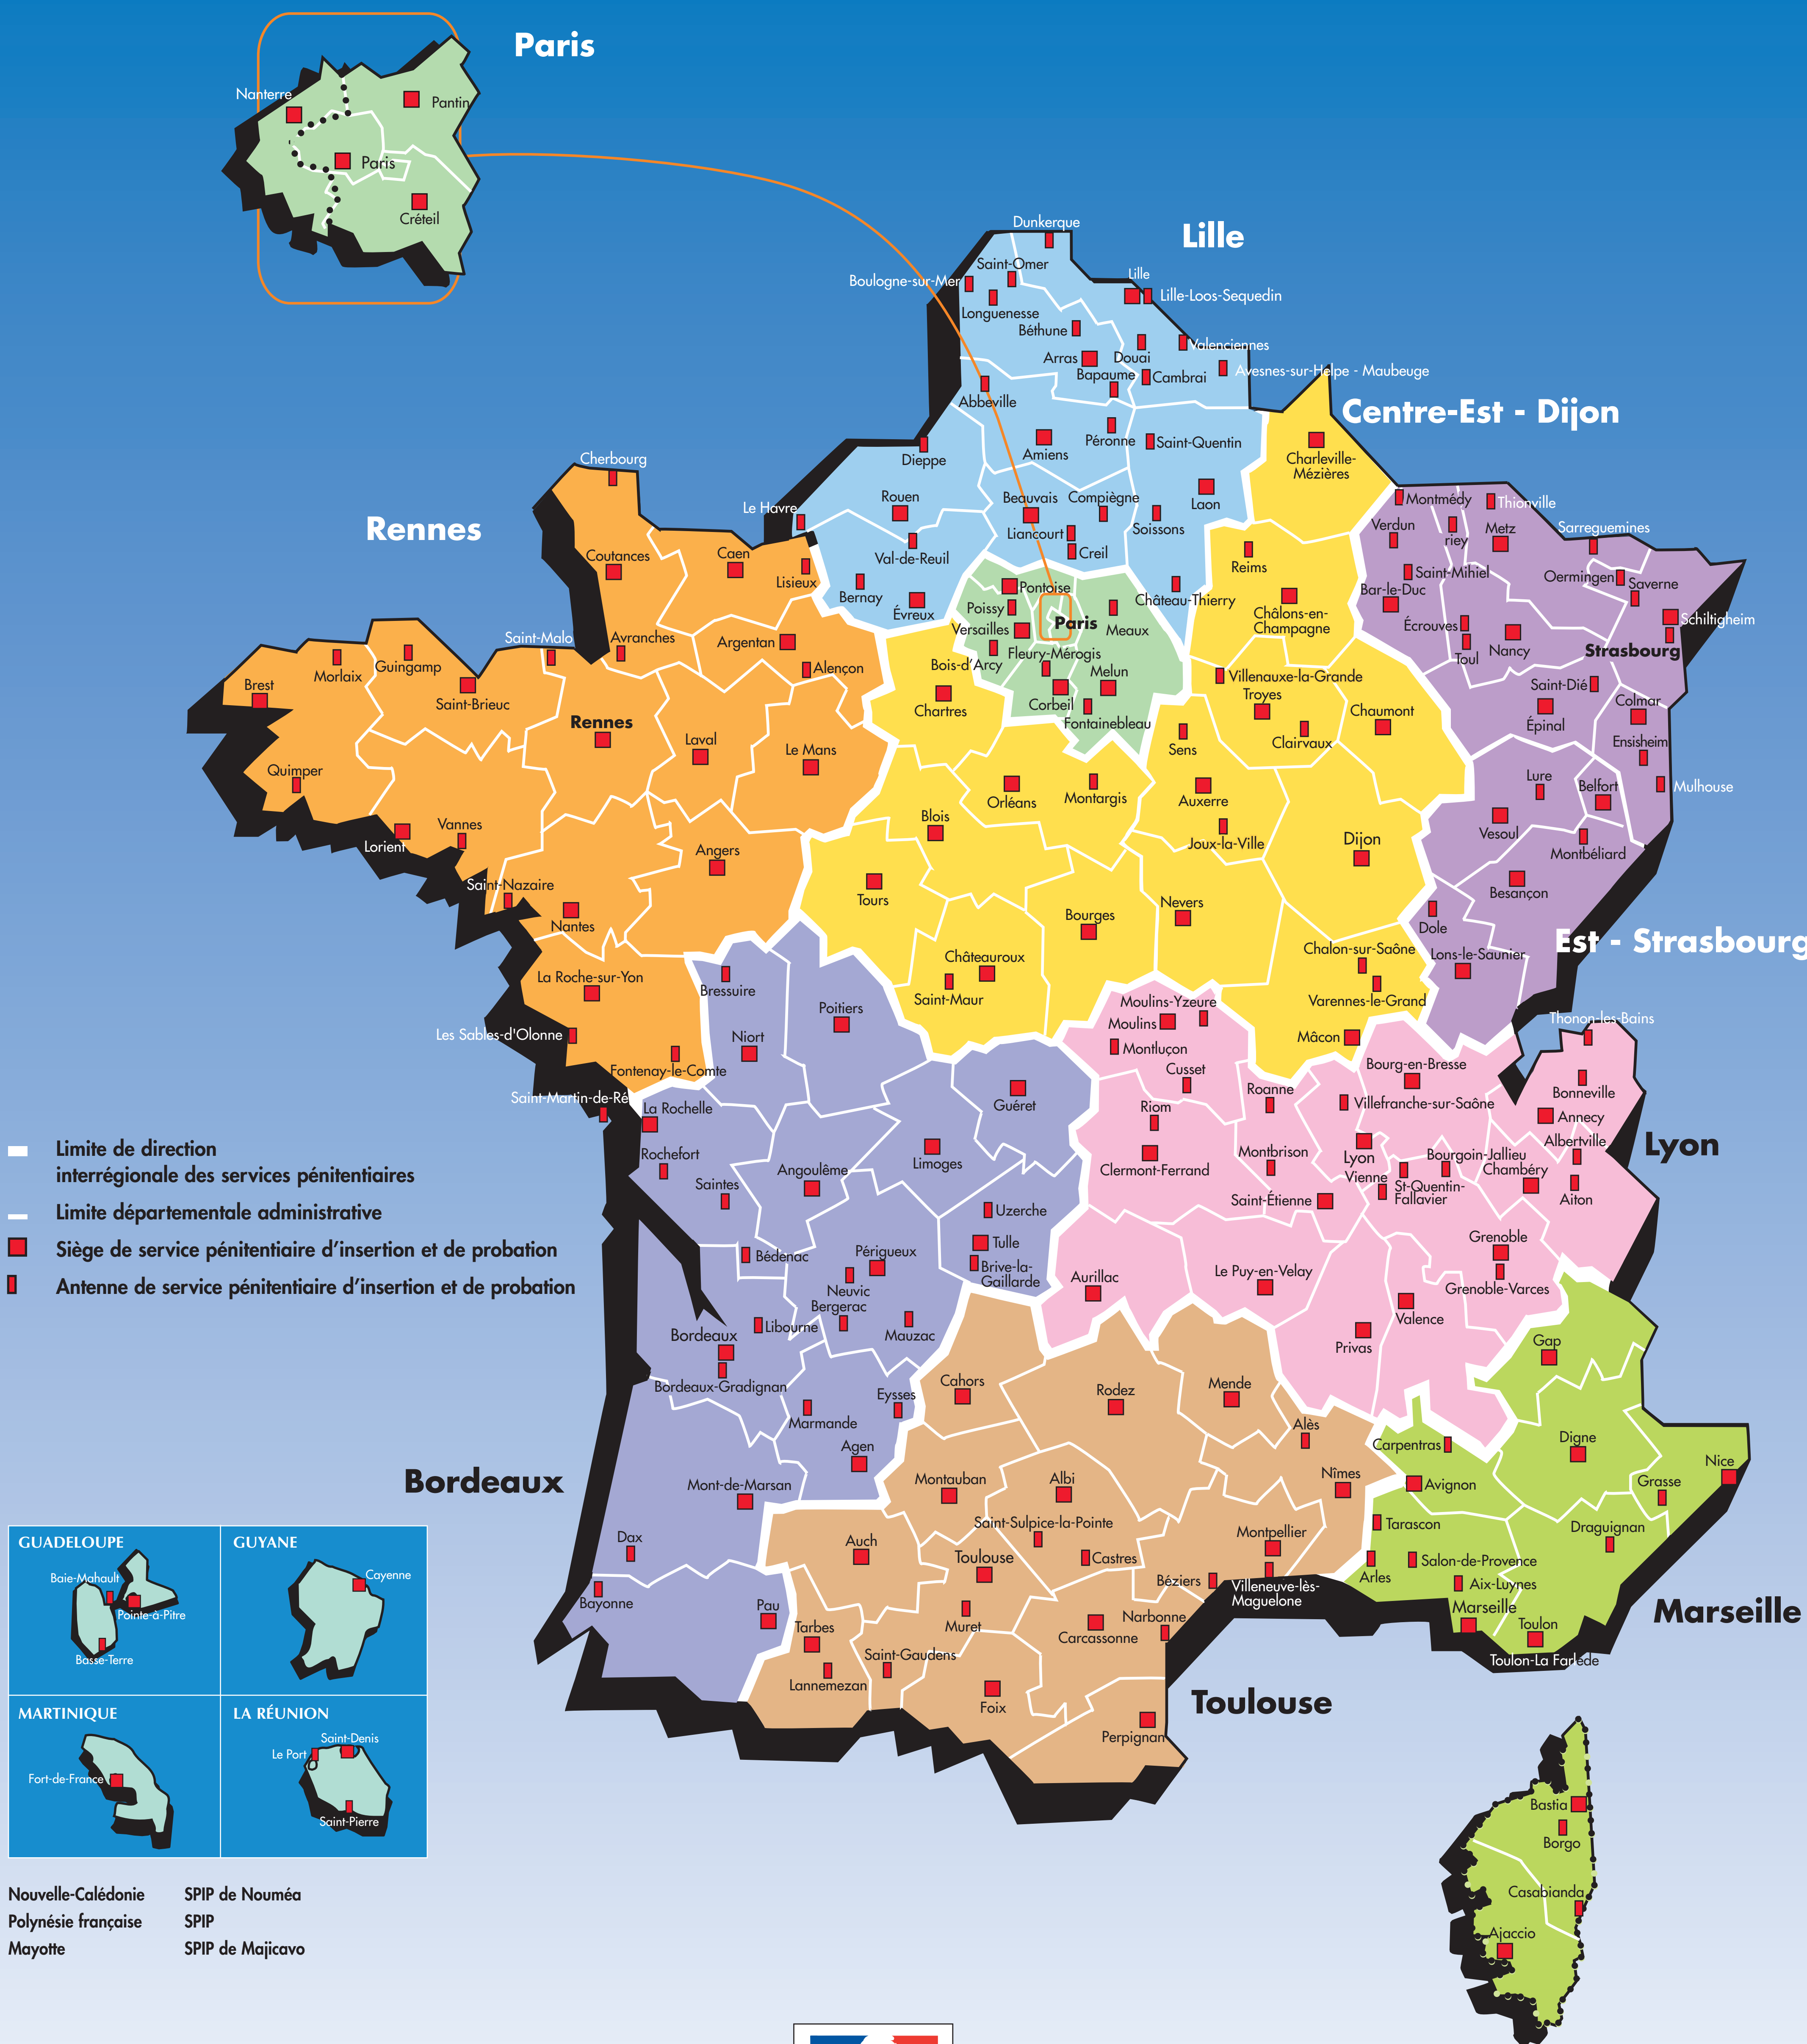 Paris
Nanterre
Pantin
Paris
Créteil
Lille
Dunkerque
Saint-Omer
Boulogne-sur-Mer
Lille
Lille-Loos-Sequedin
Longuenesse
Béthune
Valenciennes
Arras
Douai
Avesnes-sur-Helpe - Maubeuge
Bapaume
Cambrai
Abbeville
Centre-Est - Dijon
Péronne
Saint-Quentin
Amiens
Dieppe
Charleville-
Mézières
Cherbourg
Rouen
Beauvais
Compiègne
Laon
Montmédy
Thionville
Le Havre
Rennes
Liancourt
Soissons
Verdun
riey
Metz
Sarreguemines
Coutances
Caen
Val-de-Reuil
Creil
Reims
Lisieux
Saint-Mihiel
Oermingen
Saverne
Bernay
Évreux
Pontoise
Château-Thierry
Bar-le-Duc
Poissy
Paris
Châlons-en-
Champagne
Schiltigheim
Versailles
Meaux
Écrouves
Saint-Malo
Avranches
Argentan
Bois-d'Arcy
Fleury-Mérogis
Toul
Nancy
Strasbourg
Morlaix
Guingamp
Alençon
Melun
Villenauxe-la-Grande
Saint-Dié
Brest
Saint-Brieuc
Chartres
Corbeil
Troyes
Chaumont
Colmar
Rennes
Fontainebleau
Épinal
Laval
Le Mans
Sens
Clairvaux
Ensisheim
Quimper
Orléans
Montargis
Auxerre
Lure
Belfort
Mulhouse
Vannes
Blois
Vesoul
Lorient
Angers
Joux-la-Ville
Dijon
Montbéliard
Saint-Nazaire
Tours
Besançon
Nantes
Bourges
Nevers
Dole
Est - Strasbourg
Châteauroux
Chalon-sur-Saône
Lons-le-Saunier
La Roche-sur-Yon
Bressuire
Saint-Maur
Varennes-le-Grand
Poitiers
Moulins-Yzeure
Thonon-les-Bains
Les Sables-d'Olonne
Niort
Moulins
Mâcon
Montluçon
Fontenay-le-Comte
Cusset
Bourg-en-Bresse
Bonneville
Saint-Martin-de-Ré
La Rochelle
Guéret
Riom
Roanne
Villefranche-sur-Saône
Annecy
Albertville
Lyon
Limite de direction
interrégionale des services pénitentiaires
Rochefort
Angoulême
Limoges
Clermont-Ferrand
Montbrison
Lyon
Bourgoin-Jallieu
Chambéry
Saintes
Vienne
St-Quentin-
Fallavier
Aiton
Limite départementale administrative
Uzerche
Saint-Étienne
Siège de service pénitentiaire d'insertion et de probation
Bédenac
Périgueux
Tulle
Grenoble
Antenne de service pénitentiaire d'insertion et de probation
Neuvic
Brive-la-
Gaillarde
Aurillac
Le Puy-en-Velay
Grenoble-Varces
Bergerac
Libourne
Mauzac
Valence
Bordeaux
Privas
Gap
Bordeaux-Gradignan
Cahors
Rodez
Mende
Eysses
Marmande
Alès
Agen
Carpentras
Digne
Bordeaux
Nice
Mont-de-Marsan
Montauban
Albi
Nîmes
Avignon
Grasse
Saint-Sulpice-la-Pointe
Tarascon
Draguignan
Dax
Auch
Toulouse
Castres
Montpellier
Salon-de-Provence
Arles
Béziers
Villeneuve-lès-
Maguelone
Aix-Luynes
Bayonne
Marseille
Marseille
Pau
Tarbes
Muret
Carcassonne
Narbonne
Toulon
Toulon-La Farlède
Saint-Gaudens
Lannemezan
Foix
Toulouse
Perpignan
GUADELOUPE
Baie-Mahault
Pointe-à-Pitre
Basse-Terre
GUYANE
Cayenne
MARTINIQUE
Fort-de-France
LA RÉUNION
Saint-Denis
Le Port
Saint-Pierre
Bastia
Borgo
Casabianda
Ajaccio
Nouvelle-Calédonie SPIP de Nouméa
Polynésie française SPIP
Mayotte SPIP de Majicavo